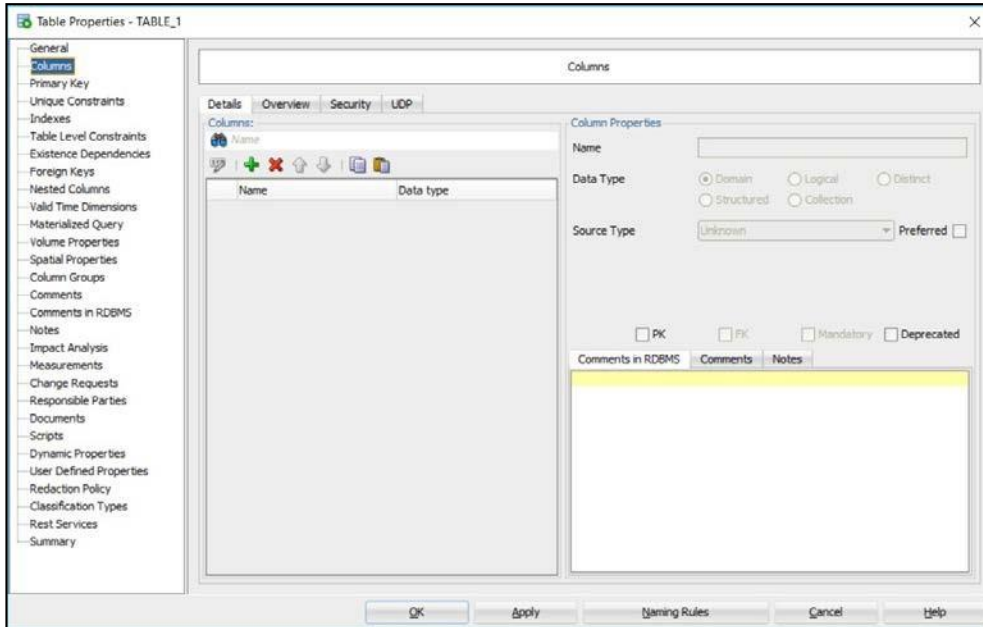 Table Properties - TABLE_1
General
Columns
Primary Key
Unique Constraints
Indexes
Table Level Constraints
Existence Dependencies
Foreign Keys
Nested Columns
Valid Time Dimensions
Materialized Query
Volume Properties
Spatial Properties
Column Groups
Comments
Comments in RDBMS
Notes
Impact Analysis
Measurements
Change Requests
Responsible Parties
Documents
Scripts
Dynamic Properties
User Defined Properties
Redaction Policy
Classification Types
Rest Services
Summary
Columns
Details Overview Security UDP
Columns:
Name
Name Data type
Column Properties
Name
Data Type Domain Logical Distinct
Structured Collection
Source Type Unknown Preferred
PK FK Mandatory Deprecated
Comments in RDBMS Comments Notes
OK Apply Naming Rules Cancel Help